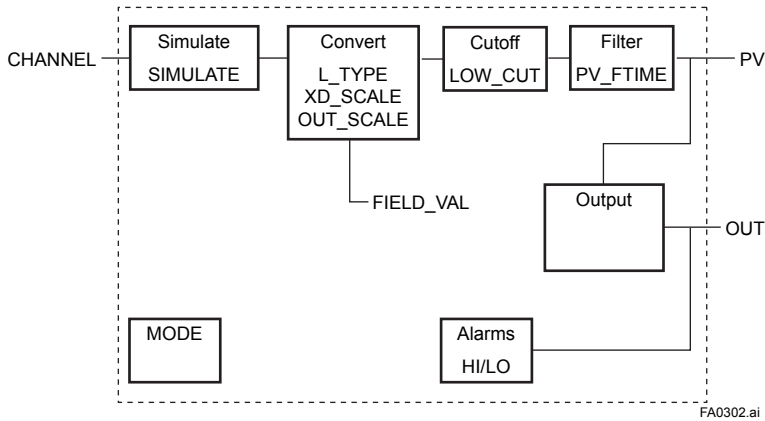 CHANNEL
Simulate
SIMULATE
Convert
L_TYPE
XD_SCALE
OUT_SCALE
Cutoff
LOW_CUT
Filter
PV_FTIME
PV
FIELD_VAL
Output
OUT
MODE
Alarms
HI/LO
FA0302.ai